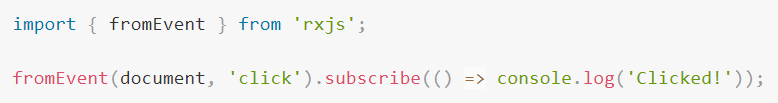 import { fromEvent } from 'rxjs';
fromEvent(document, 'click').subscribe(() => console.log('Clicked!'));